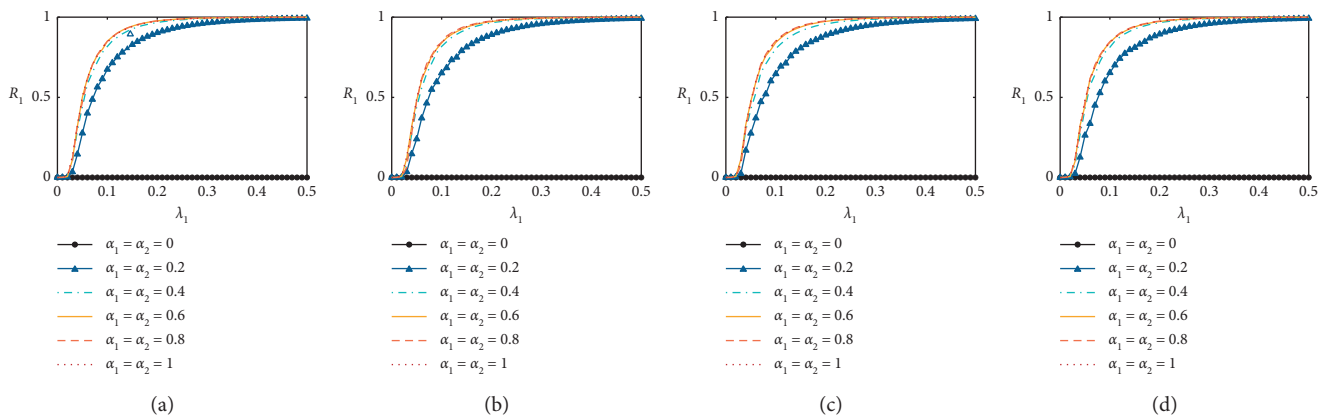 1
0.5
0
R1
0 0.1 0.2 0.3 0.4 0.5
λ1
α1 = α2 = 0
α1 = α2 = 0.2
α1 = α2 = 0.4
α1 = α2 = 0.6
α1 = α2 = 0.8
α1 = α2 = 1
(a)
1
0.5
0
R1
0 0.1 0.2 0.3 0.4 0.5
λ1
α1 = α2 = 0
α1 = α2 = 0.2
α1 = α2 = 0.4
α1 = α2 = 0.6
α1 = α2 = 0.8
α1 = α2 = 1
(b)
1
0.5
0
R1
0 0.1 0.2 0.3 0.4 0.5
λ1
α1 = α2 = 0
α1 = α2 = 0.2
α1 = α2 = 0.4
α1 = α2 = 0.6
α1 = α2 = 0.8
α1 = α2 = 1
(c)
1
0.5
0
R1
0 0.1 0.2 0.3 0.4 0.5
λ1
α1 = α2 = 0
α1 = α2 = 0.2
α1 = α2 = 0.4
α1 = α2 = 0.6
α1 = α2 = 0.8
α1 = α2 = 1
(d)